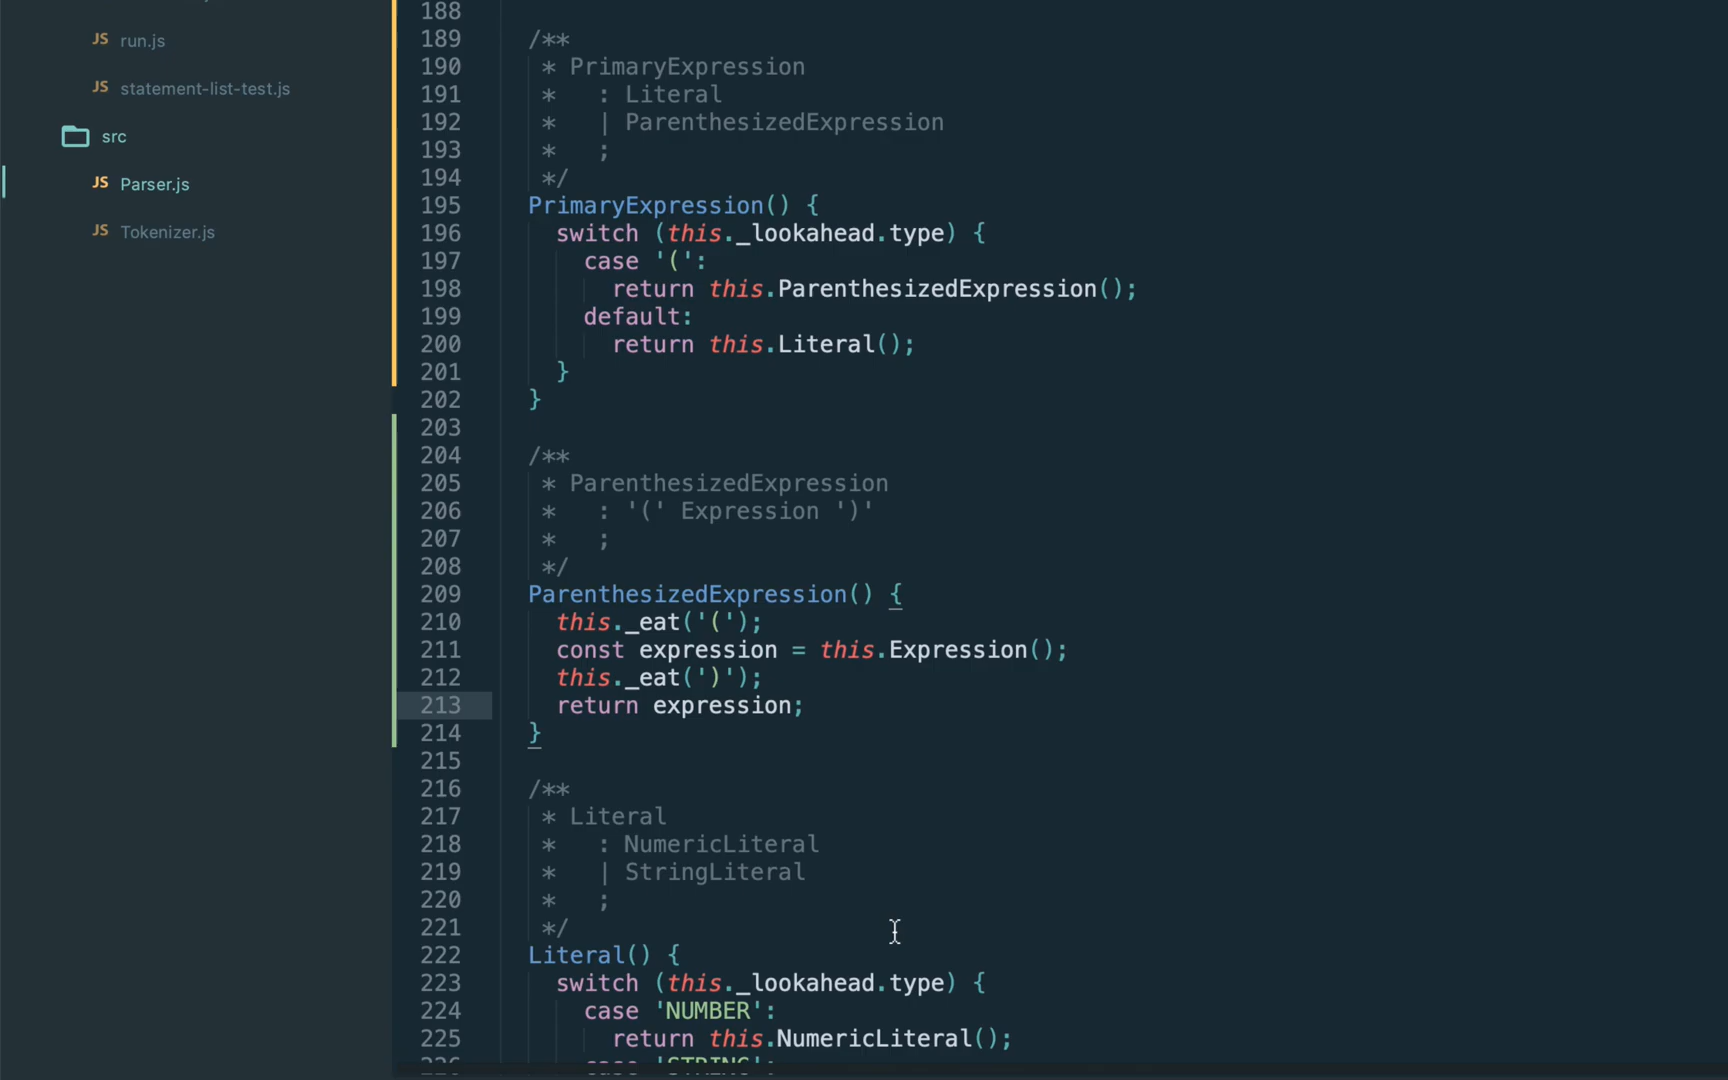 JS run.js
JS statement-list-test.js
src
JS Parser.js
JS Tokenizer.js
188
189 /**
190 * PrimaryExpression
191 * : Literal
192 * | ParenthesizedExpression
193 * ;
194 */
195 PrimaryExpression() {
196 switch (this._lookahead.type) {
197 case '(':
198 return this.ParenthesizedExpression();
199 default:
200 return this.Literal();
201 }
202 }
203
204 /**
205 * ParenthesizedExpression
206 * : '(' Expression ')'
207 * ;
208 */
209 ParenthesizedExpression() {
210 this._eat('(');
211 const expression = this.Expression();
212 this._eat(')');
213 return expression;
214 }
215
216 /**
217 * Literal
218 * : NumericLiteral
219 * | StringLiteral
220 * ;
221 */
222 Literal() {
223 switch (this._lookahead.type) {
224 case 'NUMBER':
225 return this.NumericLiteral();
226 case 'STRING':